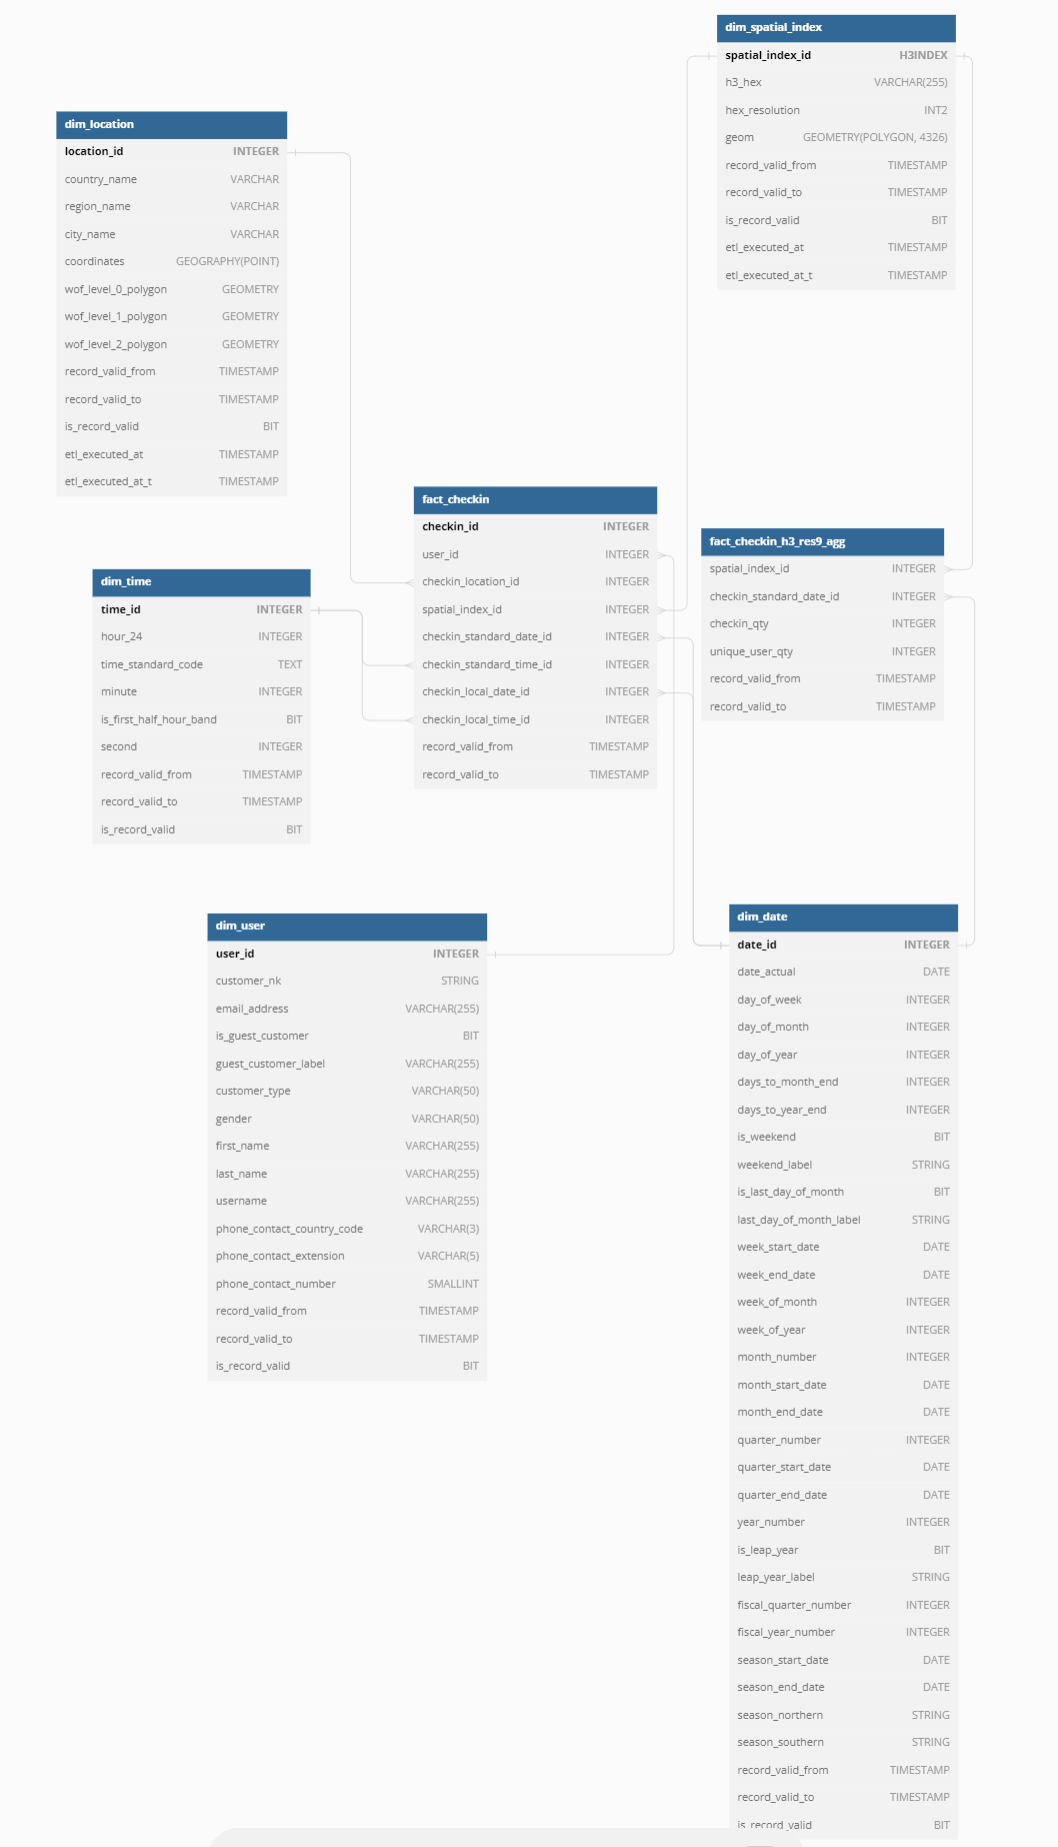 dim_spatial_index
spatial_index_id H3INDEX
h3_hex VARCHAR(255)
hex_resolution INT2
geom GEOMETRY(POLYGON, 4326)
record_valid_from TIMESTAMP
record_valid_to TIMESTAMP
is_record_valid BIT
etl_executed_at TIMESTAMP
etl_executed_at_t TIMESTAMP
dim_location
location_id INTEGER
country_name VARCHAR
region_name VARCHAR
city_name VARCHAR
coordinates GEOGRAPHY(POINT)
wof_level_0_polygon GEOMETRY
wof_level_1_polygon GEOMETRY
wof_level_2_polygon GEOMETRY
record_valid_from TIMESTAMP
record_valid_to TIMESTAMP
is_record_valid BIT
etl_executed_at TIMESTAMP
etl_executed_at_t TIMESTAMP
fact_checkin
checkin_id INTEGER
user_id INTEGER
checkin_location_id INTEGER
spatial_index_id INTEGER
checkin_standard_date_id INTEGER
checkin_standard_time_id INTEGER
checkin_local_date_id INTEGER
checkin_local_time_id INTEGER
record_valid_from TIMESTAMP
record_valid_to TIMESTAMP
fact_checkin_h3_res9_agg
spatial_index_id INTEGER
checkin_standard_date_id INTEGER
checkin_qty INTEGER
unique_user_qty INTEGER
record_valid_from TIMESTAMP
record_valid_to TIMESTAMP
dim_time
time_id INTEGER
hour_24 INTEGER
time_standard_code TEXT
minute INTEGER
is_first_half_hour_band BIT
second INTEGER
record_valid_from TIMESTAMP
record_valid_to TIMESTAMP
is_record_valid BIT
dim_user
user_id INTEGER
customer_nk STRING
email_address VARCHAR(255)
is_guest_customer BIT
guest_customer_label VARCHAR(255)
customer_type VARCHAR(50)
gender VARCHAR(50)
first_name VARCHAR(255)
last_name VARCHAR(255)
username VARCHAR(255)
phone_contact_country_code VARCHAR(3)
phone_contact_extension VARCHAR(5)
phone_contact_number SMALLINT
record_valid_from TIMESTAMP
record_valid_to TIMESTAMP
is_record_valid BIT
dim_date
date_id INTEGER
date_actual DATE
day_of_week INTEGER
day_of_month INTEGER
day_of_year INTEGER
days_to_month_end INTEGER
days_to_year_end INTEGER
is_weekend BIT
weekend_label STRING
is_last_day_of_month BIT
last_day_of_month_label STRING
week_start_date DATE
week_end_date DATE
week_of_month INTEGER
week_of_year INTEGER
month_number INTEGER
month_start_date DATE
month_end_date DATE
quarter_number INTEGER
quarter_start_date DATE
quarter_end_date DATE
year_number INTEGER
is_leap_year BIT
leap_year_label STRING
fiscal_quarter_number INTEGER
fiscal_year_number INTEGER
season_start_date DATE
season_end_date DATE
season_northern STRING
season_southern STRING
record_valid_from TIMESTAMP
record_valid_to TIMESTAMP
is_record_valid BIT